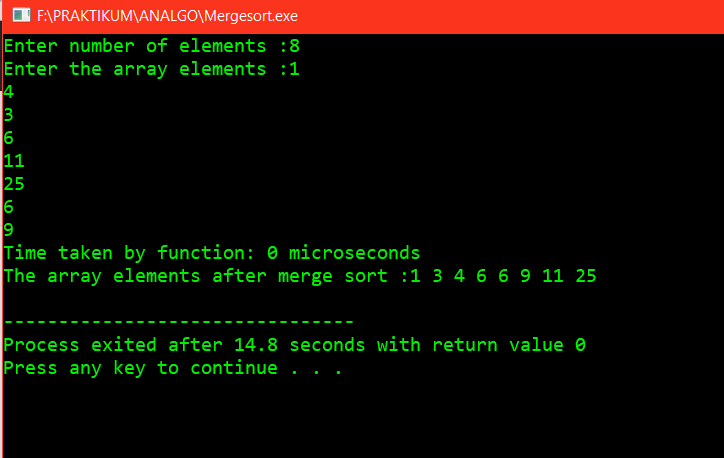 F:\PRAKTIKUM\ANALGO\Mergesort.exe
Enter number of elements :8
Enter the array elements :1
4
3
6
11
25
6
9
Time taken by function: 0 microseconds
The array elements after merge sort :1 3 4 6 6 9 11 25
--------------------------------
Process exited after 14.8 seconds with return value 0
Press any key to continue . . .